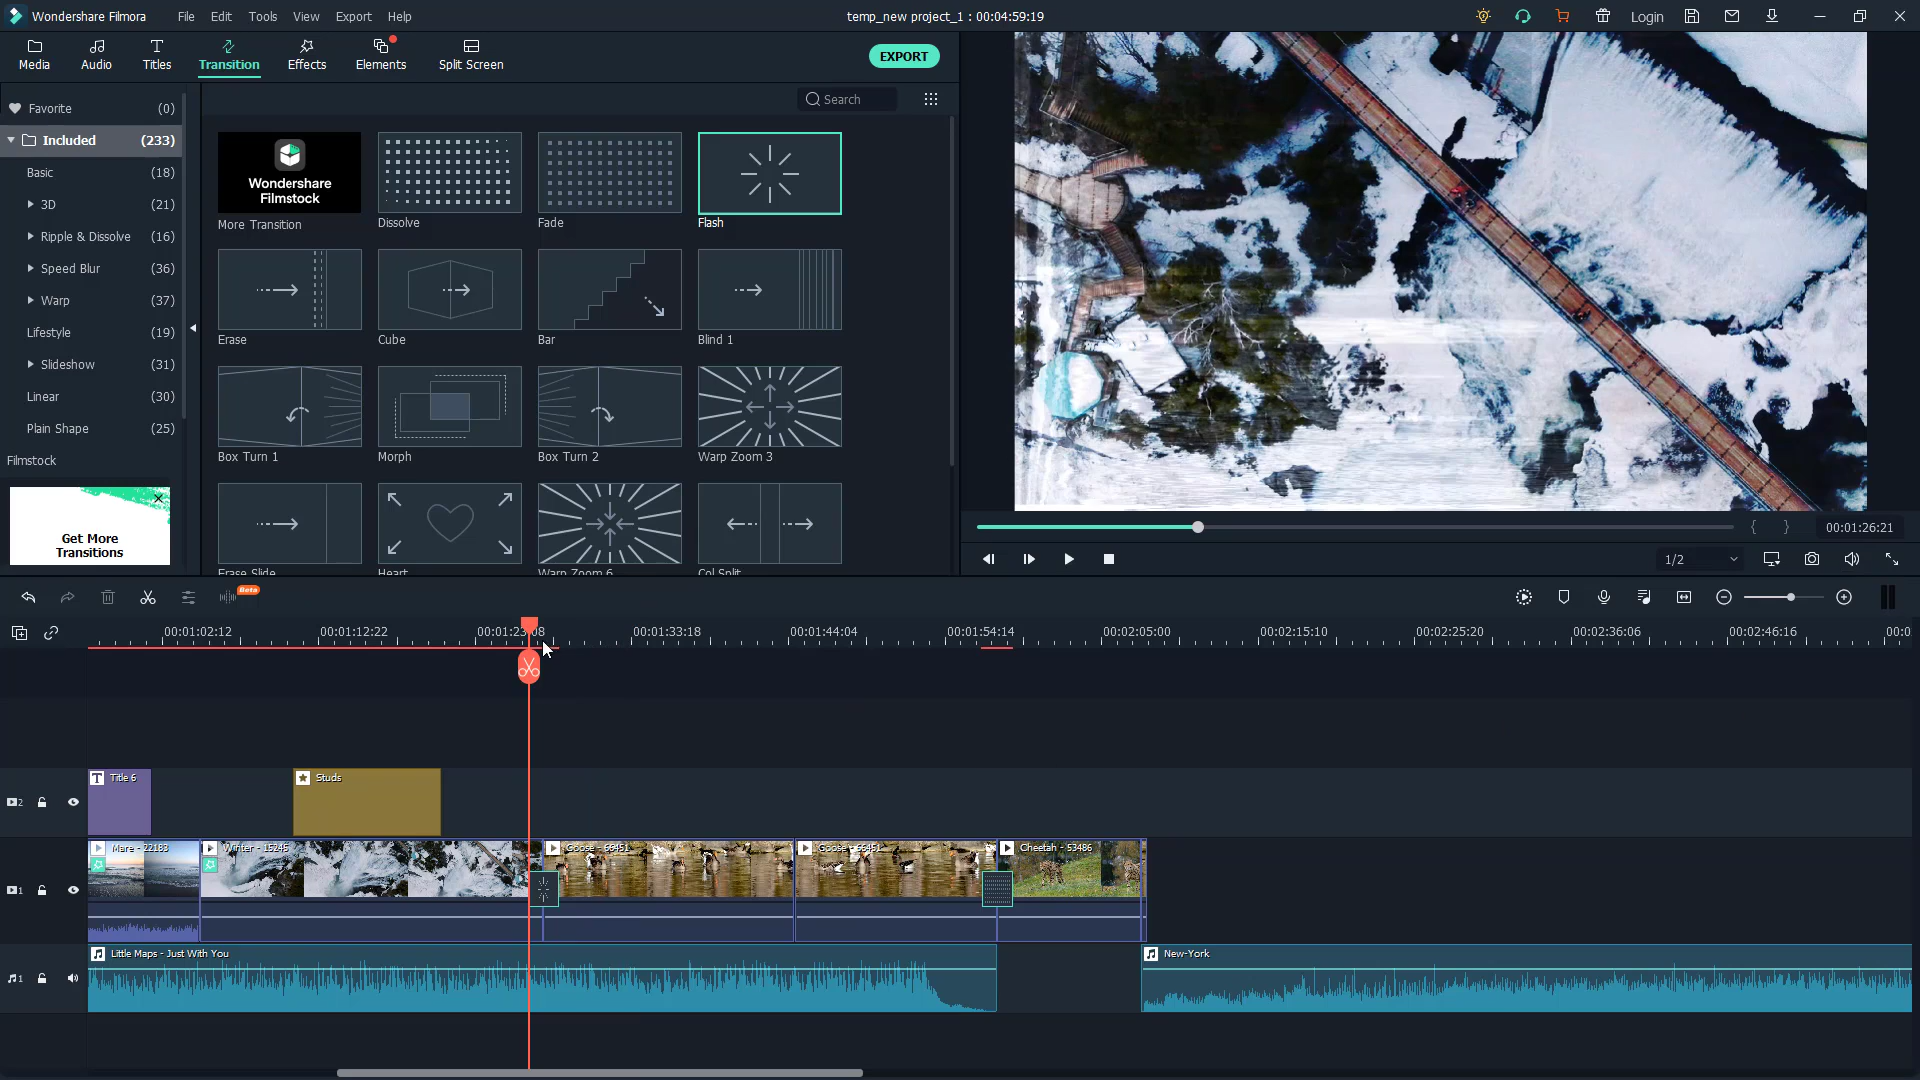 Wondershare Filmora File Edit Tools View Export Help temp_new project_1 : 00:04:59:19 Login
Media Audio Titles Transition Effects Elements Split Screen EXPORT
Favorite (0)
Search
Included (233)
Basic (18)
3D (21)
Ripple & Dissolve (16)
Speed Blur (36)
Warp (37)
Lifestyle (19)
Slideshow (31)
Linear (30)
Plain Shape (25)
Filmstock
Get More
Transitions
Wondershare
Filmstock
More Transition Dissolve Fade Flash
Erase Cube Bar Blind 1
Box Turn 1 Morph Box Turn 2 Warp Zoom 3
Erase Slide Heart Warp Zoom 6 Col Split
{ } 00:01:26:21
1/2
Beta
00:01:02:12 00:01:12:22 00:01:23:08 00:01:33:18 00:01:44:04 00:01:54:14 00:02:05:00 00:02:15:10 00:02:25:20 00:02:36:06 00:02:46:16 00:0
T Title 6 Studs
2
Mare - 22183 Winter - 15245 Goose - 66451 Goose - 66451 Cheetah - 53486
1
Little Maps - Just With You New-York
1